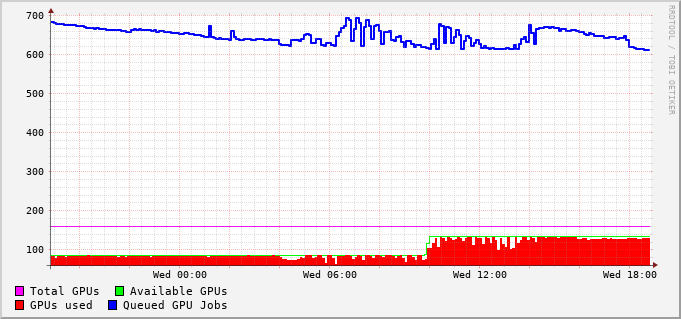 700
600
500
400
300
200
100
Wed 00:00 Wed 06:00 Wed 12:00 Wed 18:00
Total GPUs Available GPUs
GPUs used Queued GPU Jobs
RRDTOOL / TOBI OETIKER